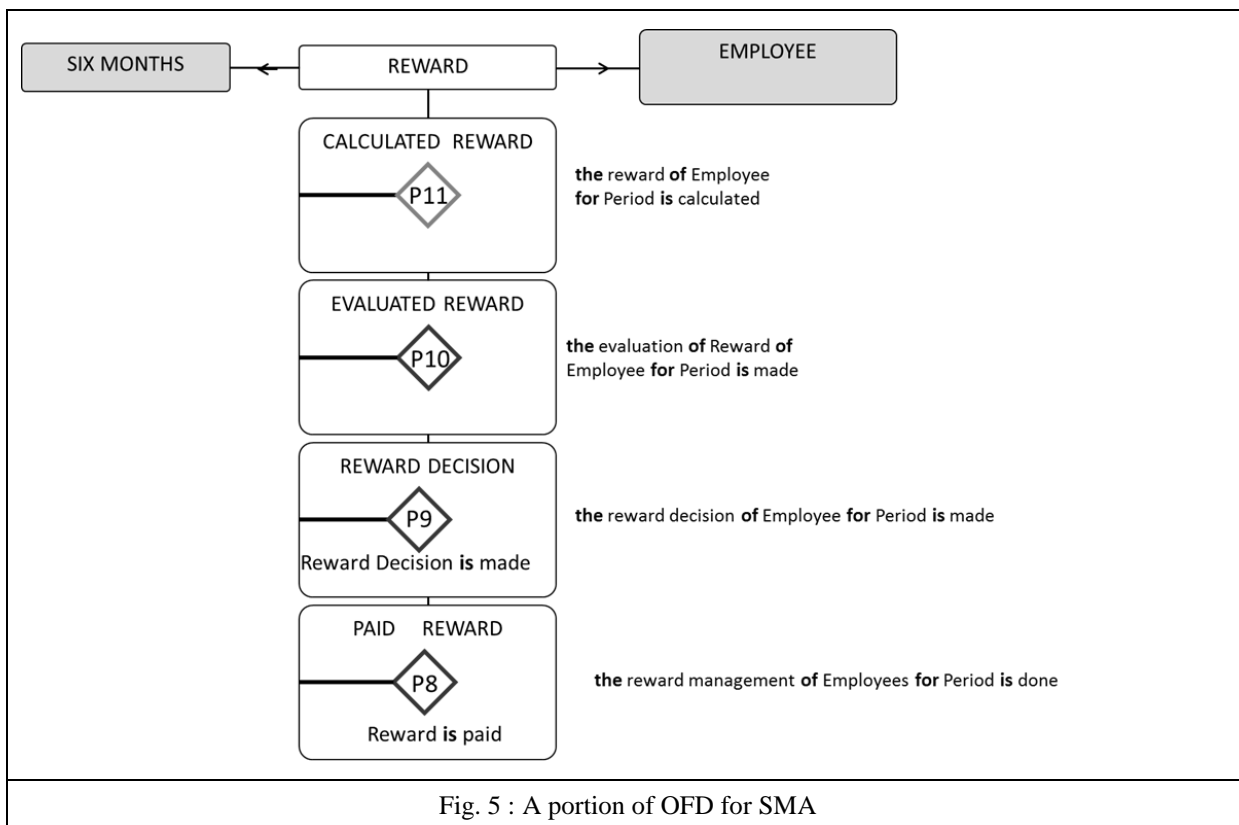 SIX MONTHS
REWARD
EMPLOYEE
CALCULATED REWARD
P11
the reward of Employee
for Period is calculated
EVALUATED REWARD
P10
the evaluation of Reward of
Employee for Period is made
REWARD DECISION
P9
Reward Decision is made
the reward decision of Employee for Period is made
PAID REWARD
P8
Reward is paid
the reward management of Employees for Period is done
Fig. 5 : A portion of OFD for SMA